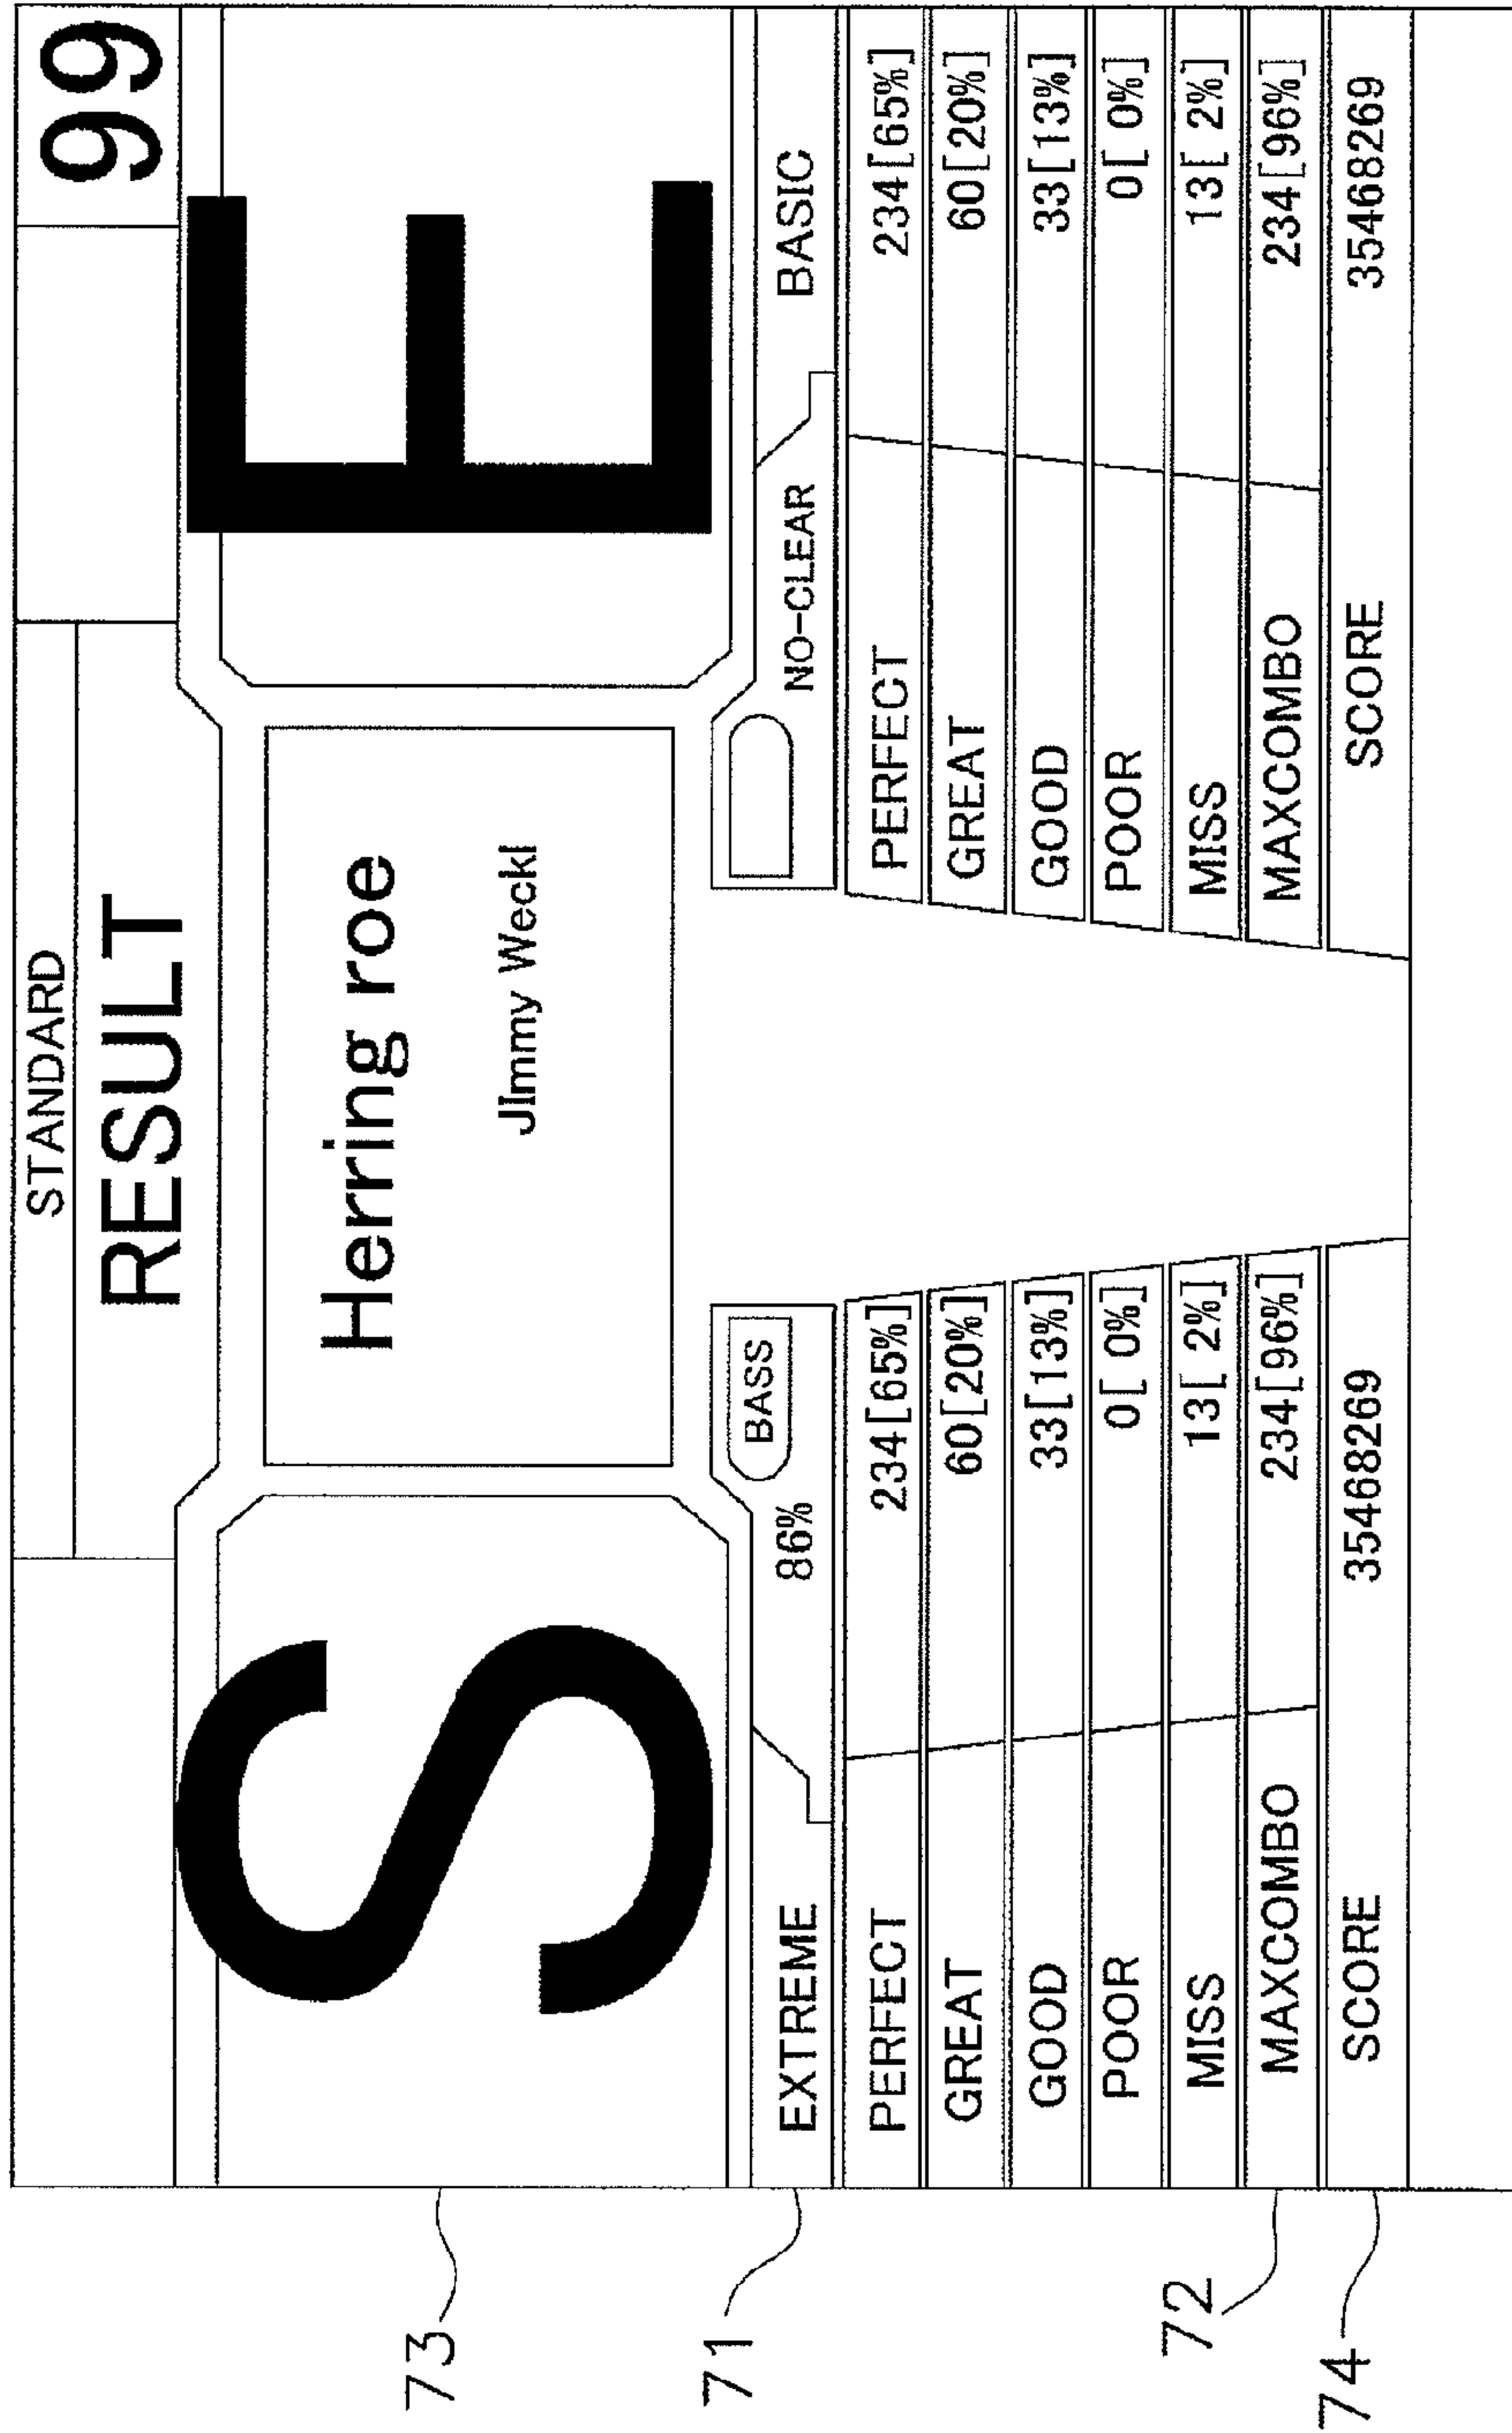 STANDARD
RESULT
99
S
Herring roe
JImmy Weckl
E
EXTREME 86% BASS
NO-CLEAR BASIC
PERFECT 234[65%] PERFECT 234[65%]
GREAT 60[20%] GREAT 60[20%]
GOOD 33[13%] GOOD 33[13%]
POOR 0[ 0%] POOR 0[ 0%]
MISS 13[ 2%] MISS 13[ 2%]
MAXCOMBO 234[96%] MAXCOMBO 234[96%]
SCORE 35468269 SCORE 35468269
73
71
72
74